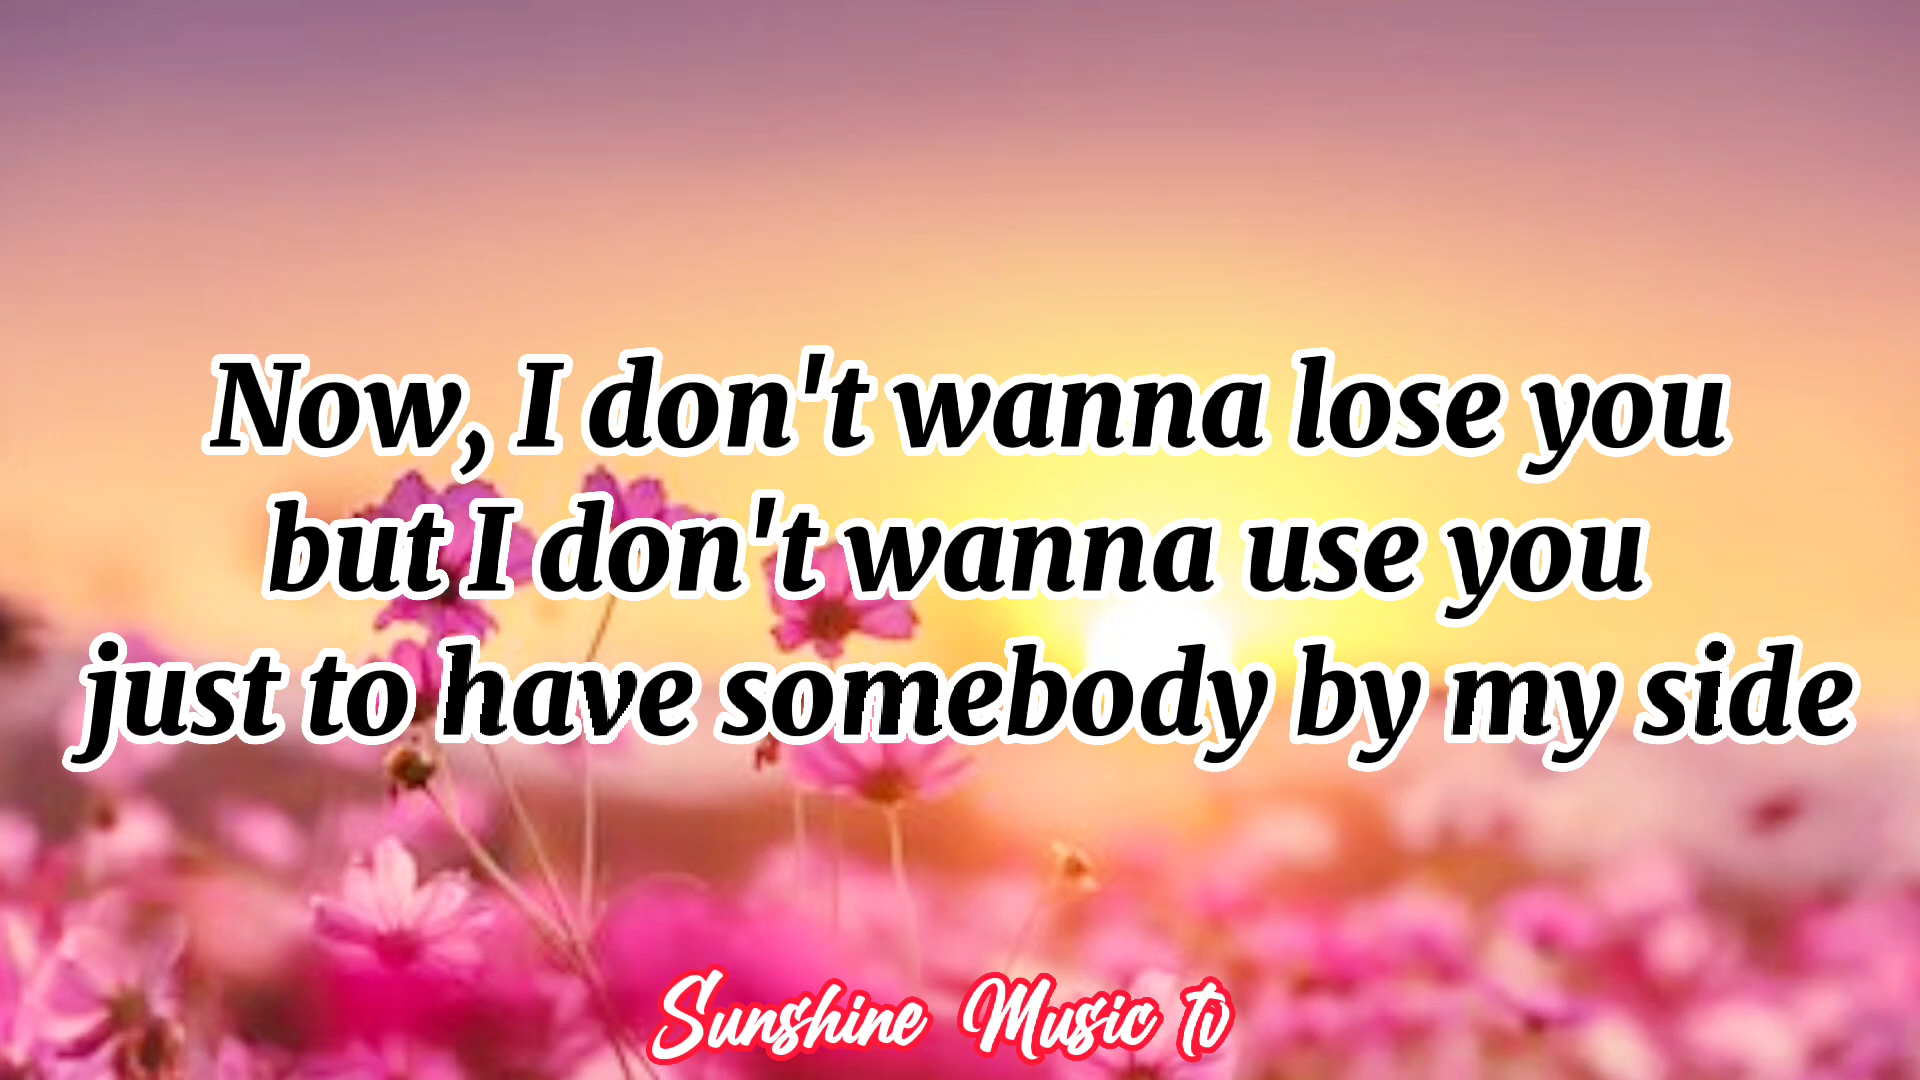 Now, I don't wanna lose you
but I don't wanna use you
just to have somebody by my side
Sunshine Music tv